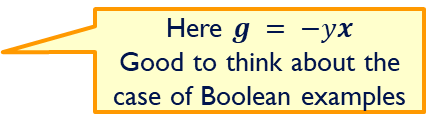 Here g = −yx
Good to think about the
case of Boolean examples